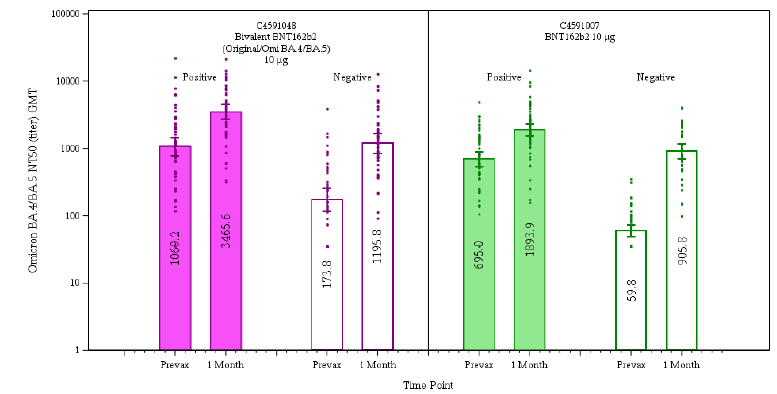 C4591048
Bivalent BNT162b2
(Original/Omi BA.4/BA.5)
10 µg
C4591007
BNT162b2 10 µg
Positive
Negative
Positive
Negative
Omicron BA.4/BA.5 NT50 (titer) GMT
100000
10000
1000
100
10
1
1069.2
3465.6
173.8
1195.8
695.0
1893.9
59.8
905.8
Prevax
1 Month
Prevax
1 Month
Prevax
1 Month
Prevax
1 Month
Time Point